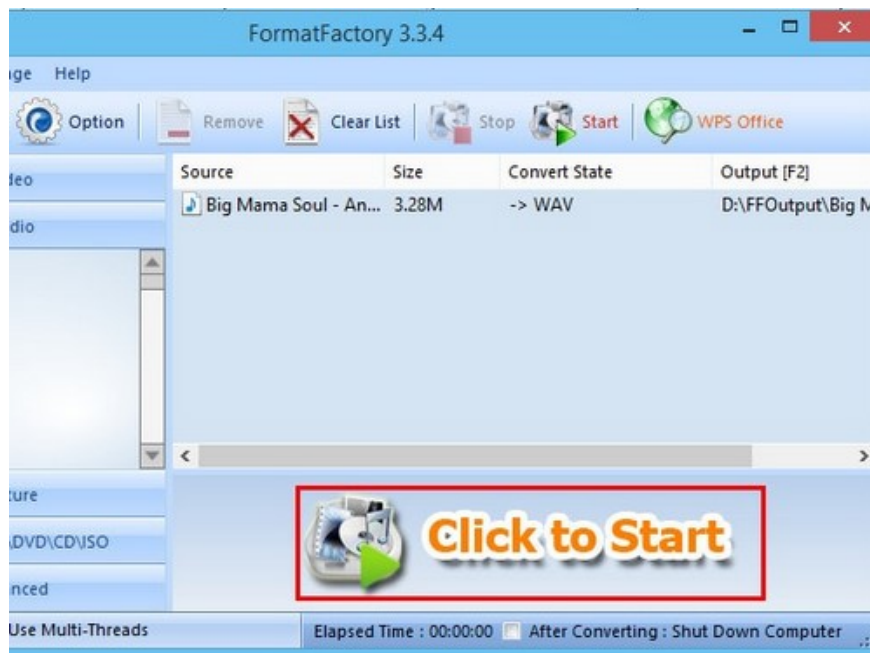 FormatFactory 3.3.4
age Help
Option Remove Clear List Stop Start WPS Office
deo
dio
Source Size Convert State Output [F2]
Big Mama Soul - An... 3.28M -> WAV D:\FFOutput\Big M
ture
\DVD\CD\ISO
nced
Click to Start
Use Multi-Threads Elapsed Time : 00:00:00 After Converting : Shut Down Computer